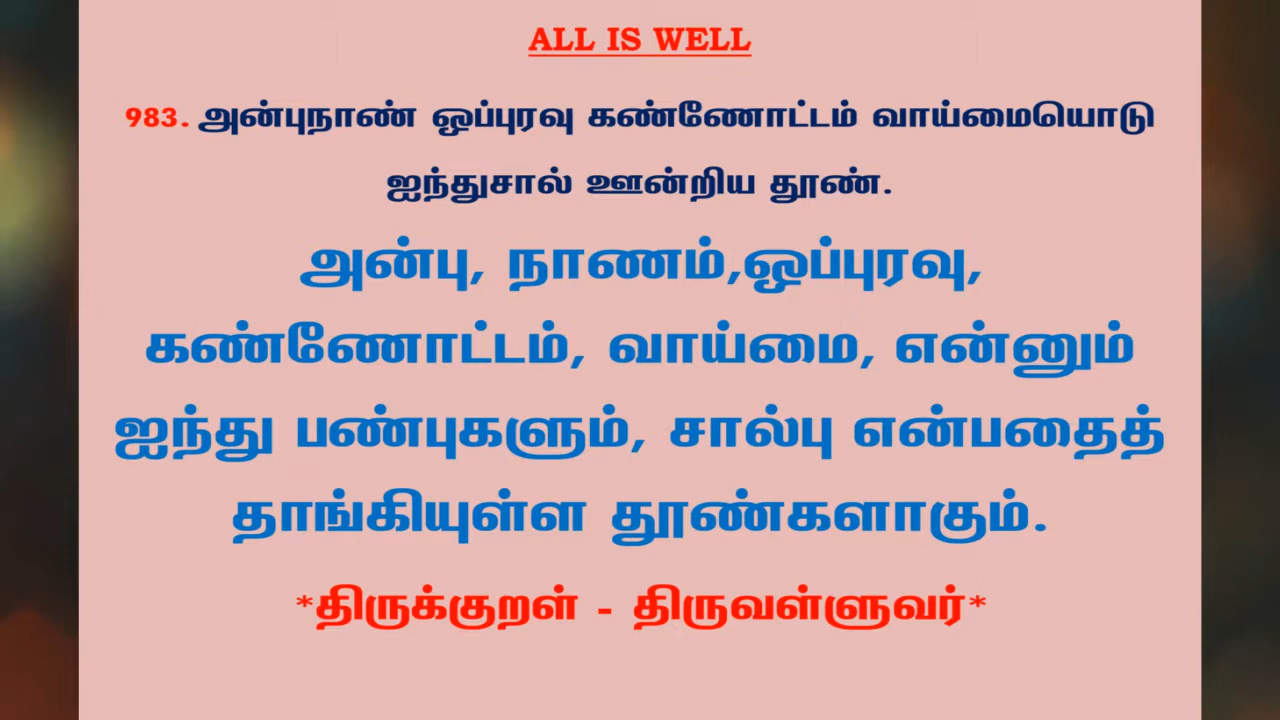 ALL IS WELL
983. அன்புநாண் ஒப்புரவு கண்ணோட்டம் வாய்மையொடு
ஐந்துசால் ஊன்றிய தூண்.
அன்பு, நாணம்,ஒப்புரவு,
கண்ணோட்டம், வாய்மை, என்னும்
ஐந்து பண்புகளும், சால்பு என்பதைத்
தாங்கியுள்ள தூண்களாகும்.
*திருக்குறள் - திருவள்ளுவர்*